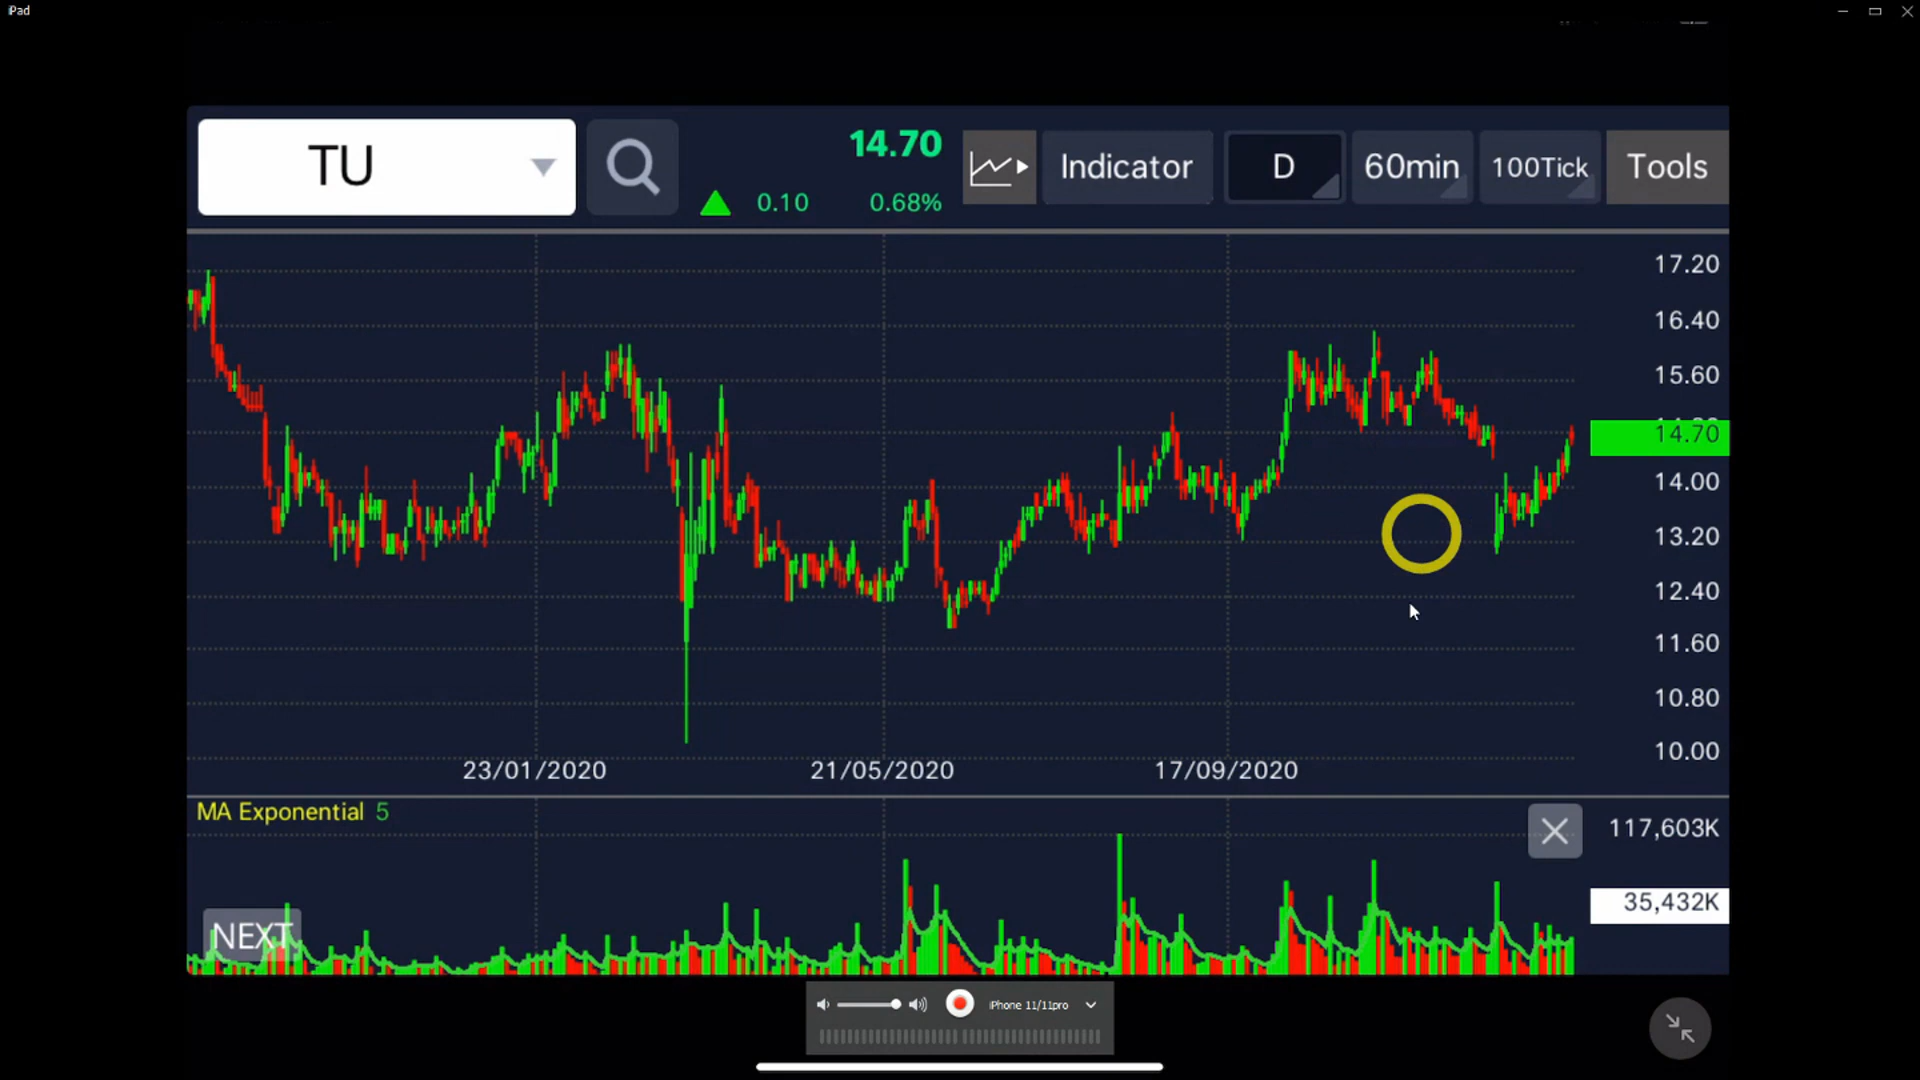 iPad
TU
14.70
0.10 0.68%
Indicator
D
60min
100Tick
Tools
17.20
16.40
15.60
14.70
14.00
13.20
12.40
11.60
10.80
10.00
23/01/2020 21/05/2020 17/09/2020
MA Exponential 5
117,603K
35,432K
NEXT
iPhone 11/11pro